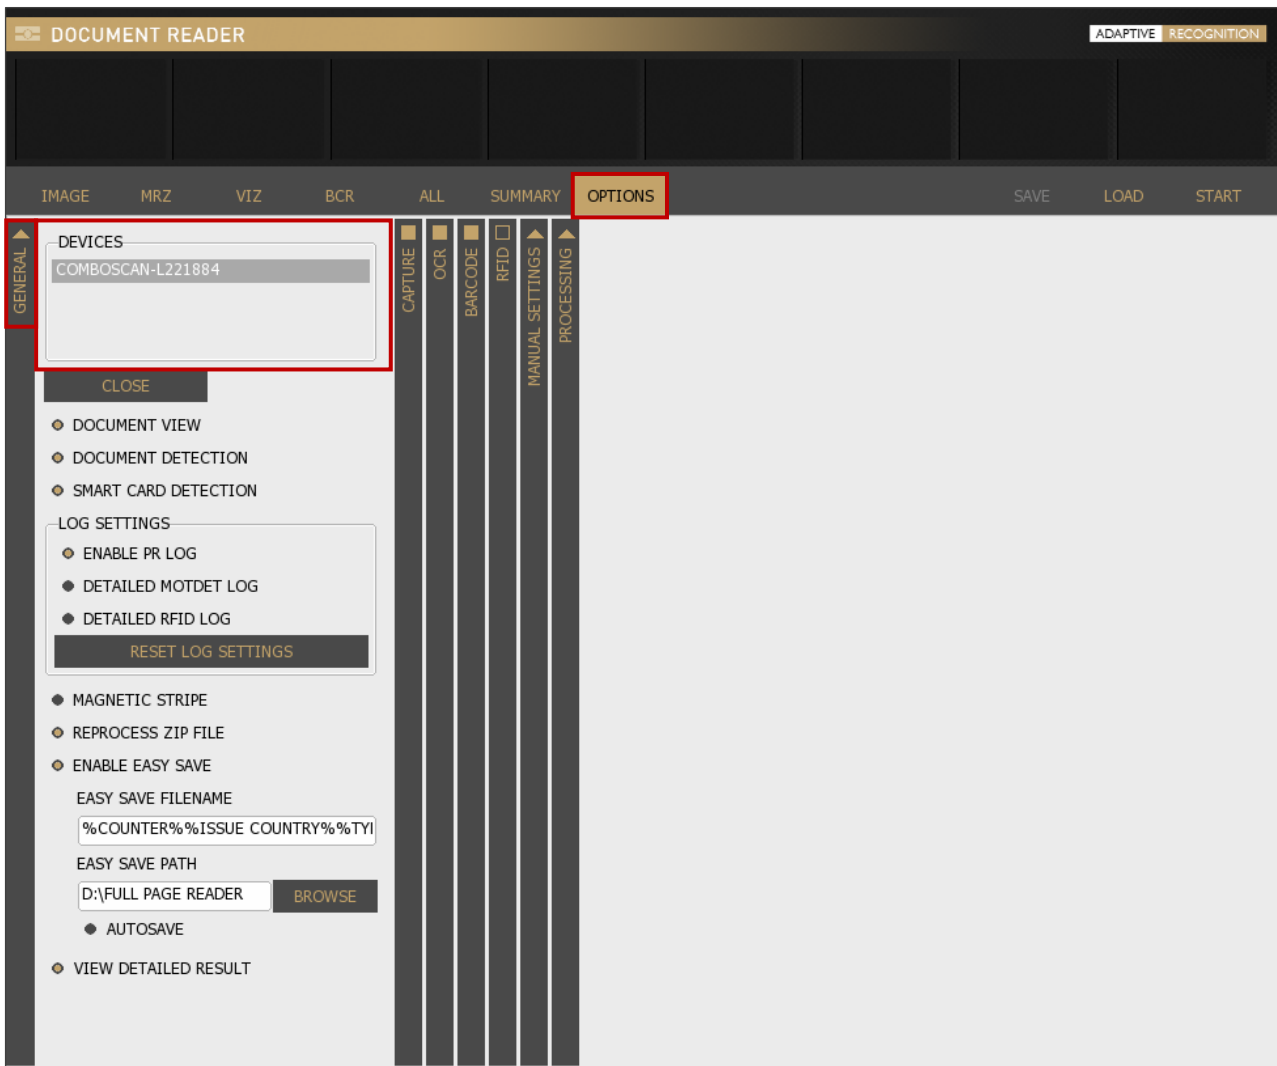 DOCUMENT READER
ADAPTIVE RECOGNITION
IMAGE MRZ VIZ BCR ALL SUMMARY OPTIONS SAVE LOAD START
GENERAL
DEVICES
COMBOSCAN-L221884
CLOSE
DOCUMENT VIEW
DOCUMENT DETECTION
SMART CARD DETECTION
LOG SETTINGS
ENABLE PR LOG
DETAILED MOTDET LOG
DETAILED RFID LOG
RESET LOG SETTINGS
MAGNETIC STRIPE
REPROCESS ZIP FILE
ENABLE EASY SAVE
EASY SAVE FILENAME
%COUNTER%%ISSUE COUNTRY%%TYI
EASY SAVE PATH
D:\FULL PAGE READER BROWSE
AUTOSAVE
VIEW DETAILED RESULT
CAPTURE
OCR
BARCODE
RFID
MANUAL SETTINGS
PROCESSING